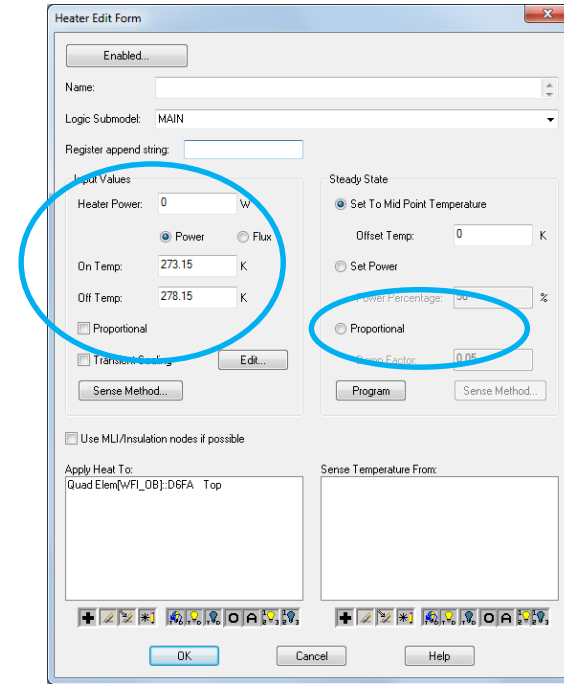 Heater Edit Form
Enabled...
Name:
Logic Submodel: MAIN
Register append string:
Input Values
Heater Power: 0 W
Power Flux
On Temp: 273.15 K
Off Temp: 278.15 K
Proportional
Transient Scaling Edit...
Sense Method...
Steady State
Set To Mid Point Temperature
Offset Temp: 0 K
Set Power
Power Percentage: 50 %
Proportional
Damp Factor: 0.05
Program Sense Method...
Use MLI/Insulation nodes if possible
Apply Heat To:
Quad Elem[WFI_OB]::D6FA Top
Sense Temperature From:
OK Cancel Help